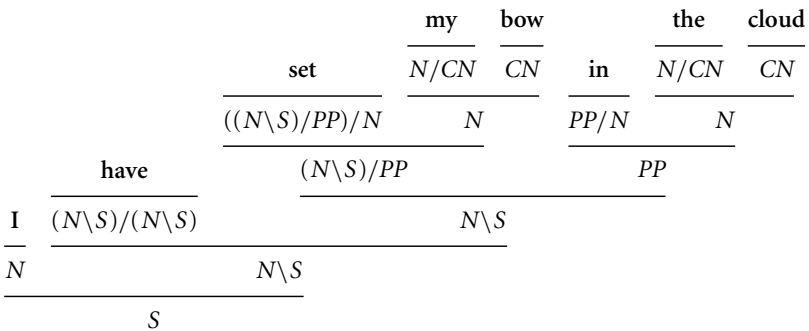 my bow the cloud
set N/CN CN in N/CN CN
((N\S)/PP)/N N PP/N N
have (N\S)/PP PP
I (N\S)/(N\S) N\S
N N\S
S